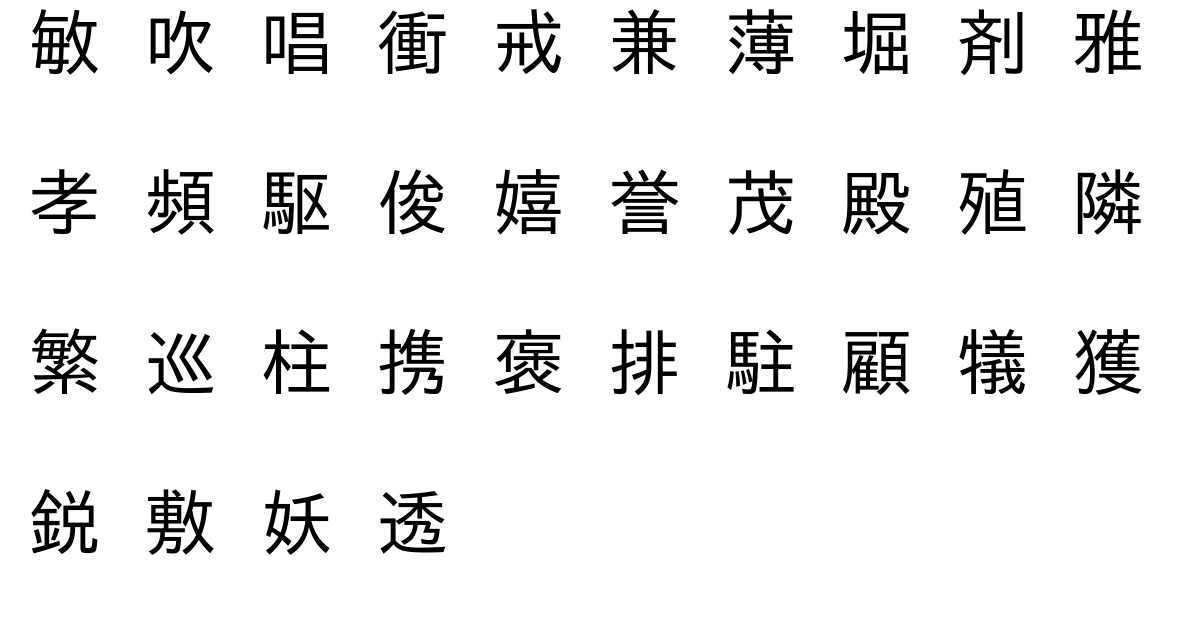 敏吹唱衝戒兼薄堀剤雅
孝頻駆俊嬉誉茂殿殖隣
繁巡柱携褒排駐顧犠獲
鋭敷妖透